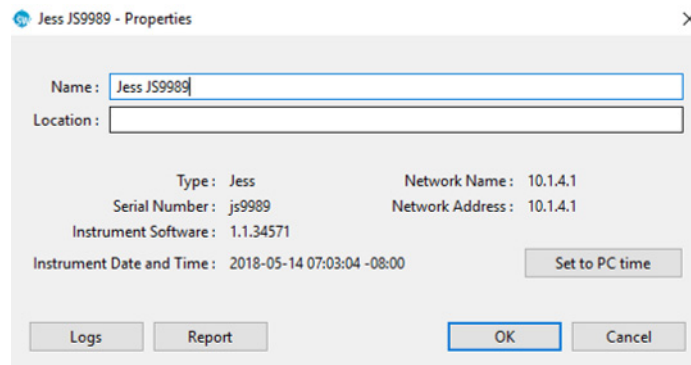 SW Jess JS9989 - Properties
Name : Jess JS9989
Location :
Type : Jess Network Name : 10.1.4.1
Serial Number : js9989 Network Address : 10.1.4.1
Instrument Software : 1.1.34571
Instrument Date and Time : 2018-05-14 07:03:04 -08:00 Set to PC time
Logs Report OK Cancel